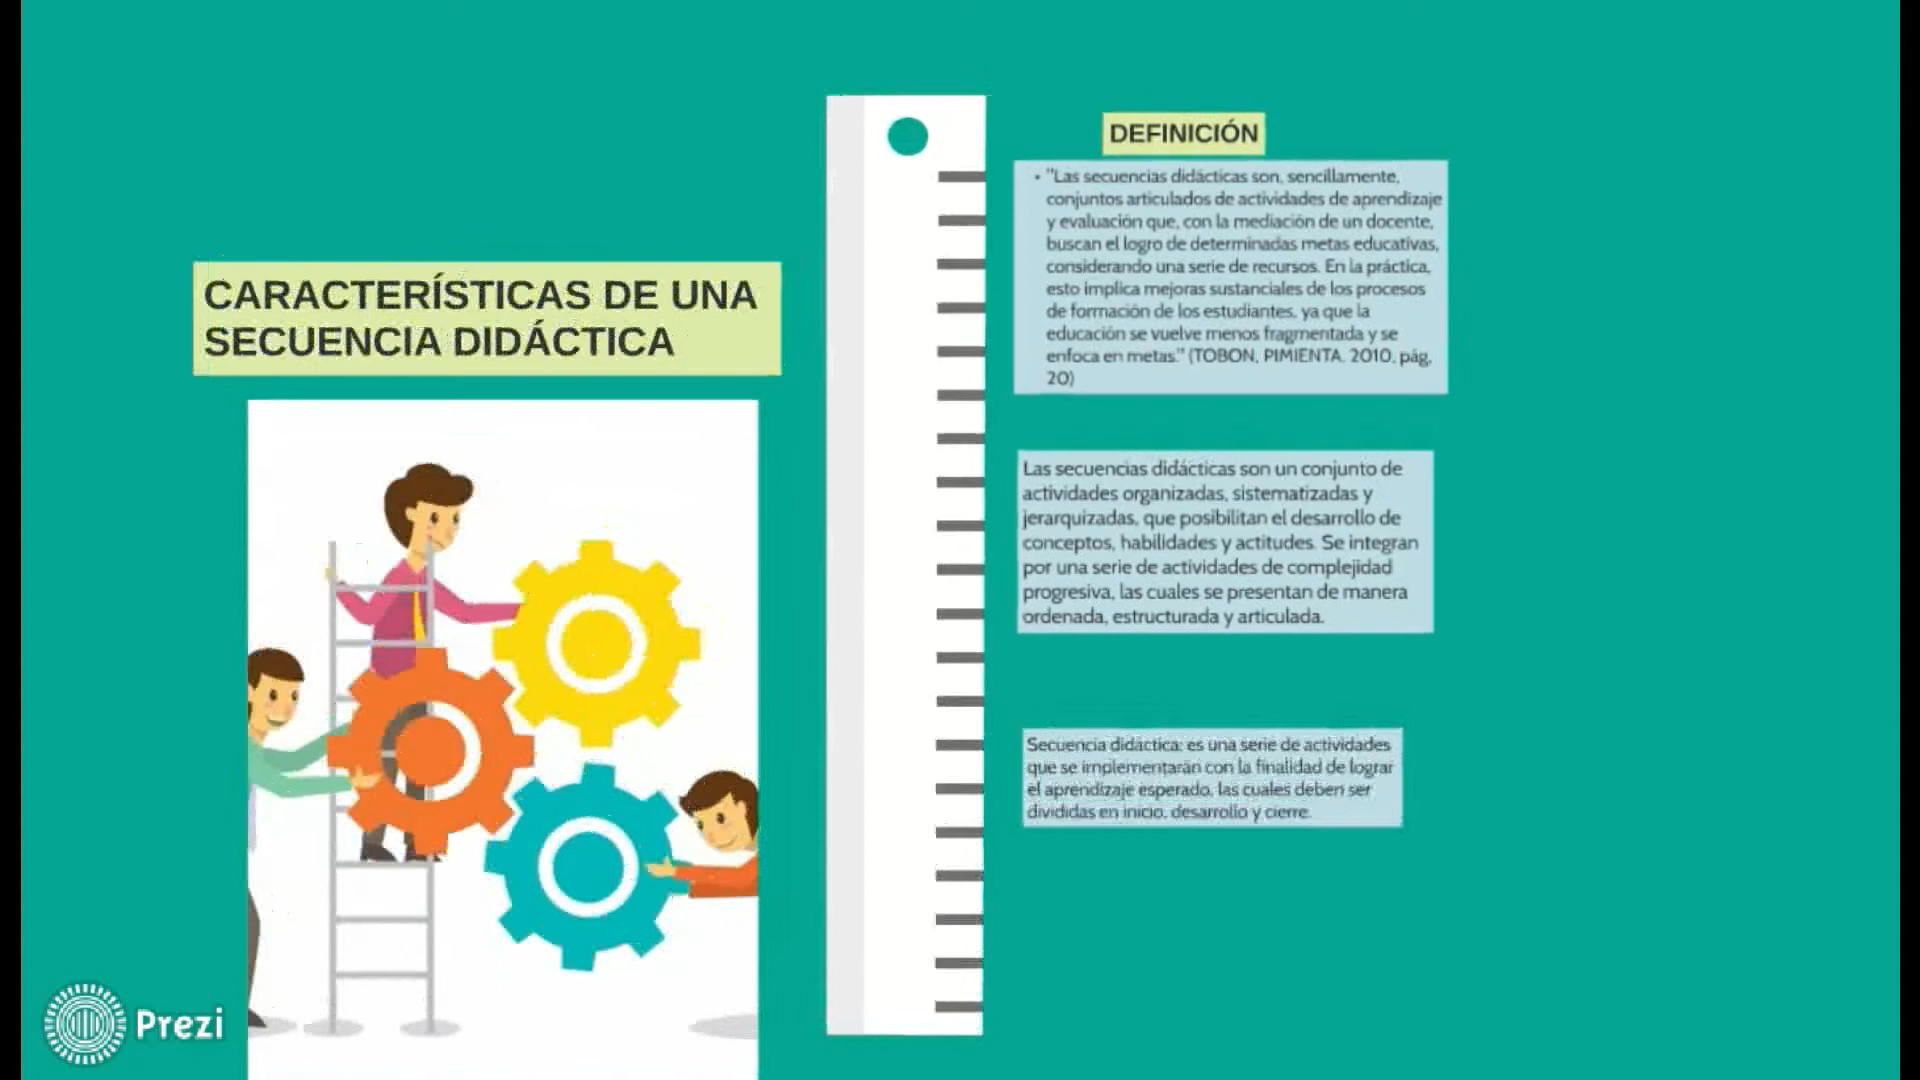 CARACTERÍSTICAS DE UNA
SECUENCIA DIDÁCTICA
DEFINICIÓN
• "Las secuencias didácticas son, sencillamente,
conjuntos articulados de actividades de aprendizaje
y evaluación que, con la mediación de un docente,
buscan el logro de determinadas metas educativas,
considerando una serie de recursos. En la práctica,
esto implica mejoras sustanciales de los procesos
de formación de los estudiantes, ya que la
educación se vuelve menos fragmentada y se
enfoca en metas." (TOBON, PIMIENTA. 2010, pág,
20)
Las secuencias didácticas son un conjunto de
actividades organizadas, sistematizadas y
jerarquizadas, que posibilitan el desarrollo de
conceptos, habilidades y actitudes. Se integran
por una serie de actividades de complejidad
progresiva, las cuales se presentan de manera
ordenada, estructurada y articulada.
Secuencia didáctica: es una serie de actividades
que se implementarán con la finalidad de lograr
el aprendizaje esperado, las cuales deben ser
divididas en inicio, desarrollo y cierre.
Prezi